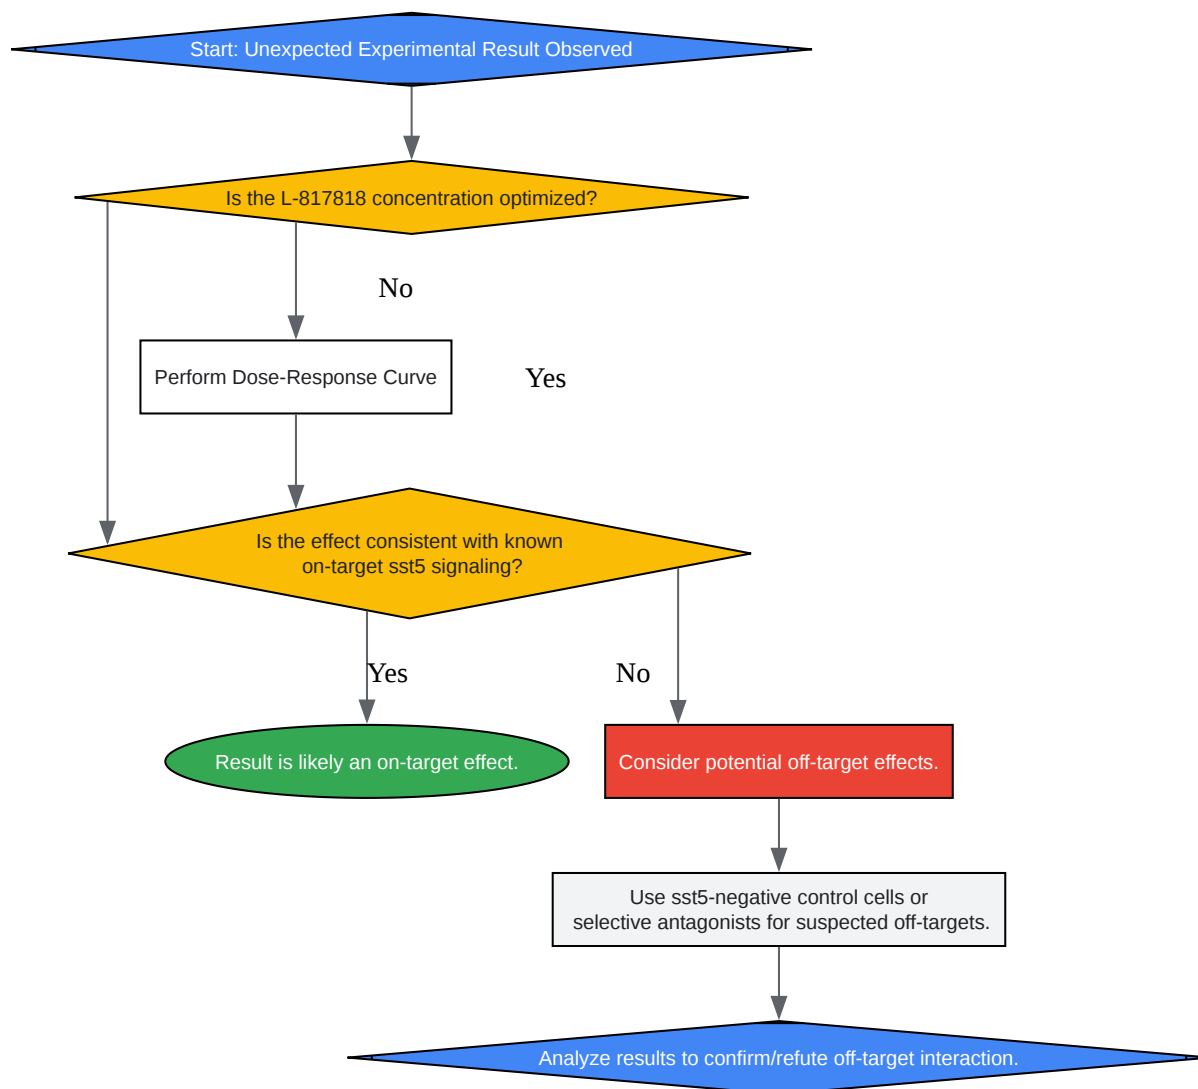 Start: Unexpected Experimental Result Observed
Is the L-817818 concentration optimized?
No
Perform Dose-Response Curve
Yes
Is the effect consistent with known
on-target sst5 signaling?
Yes
No
Result is likely an on-target effect.
Consider potential off-target effects.
Use sst5-negative control cells or
selective antagonists for suspected off-targets.
Analyze results to confirm/refute off-target interaction.